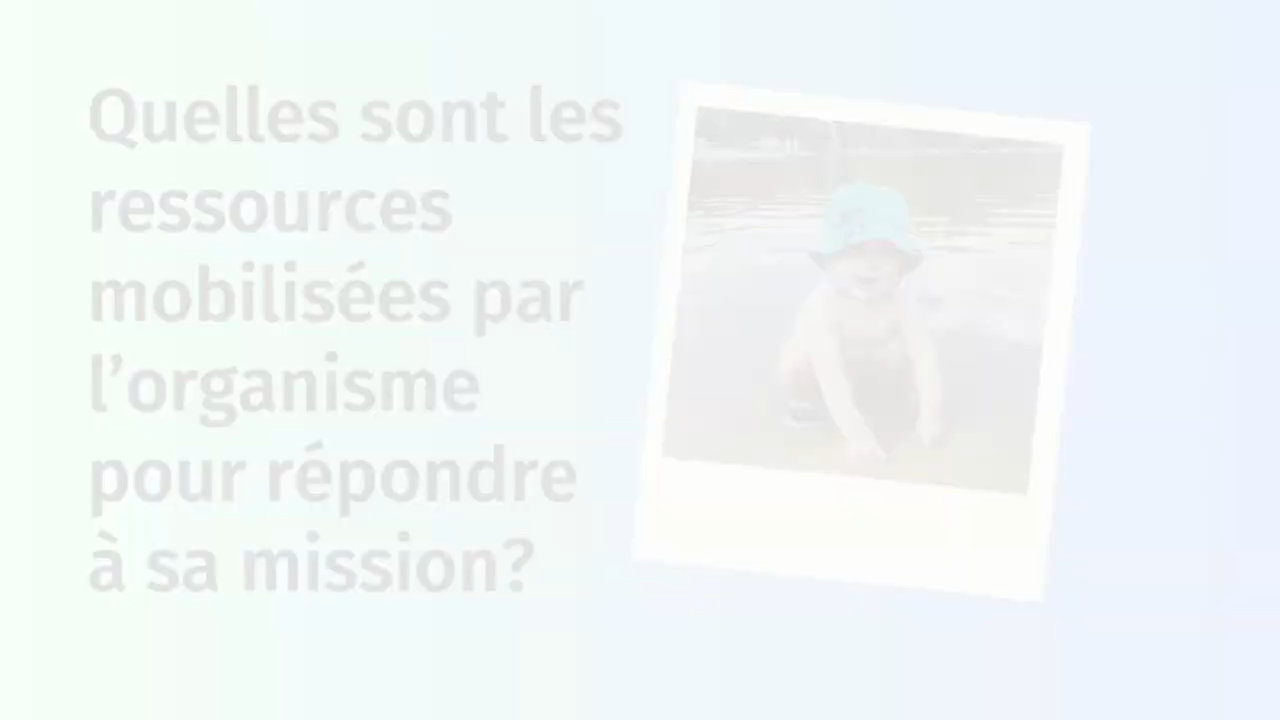 Quelles sont les
ressources
mobilisées par
l’organisme
pour répondre
à sa mission?